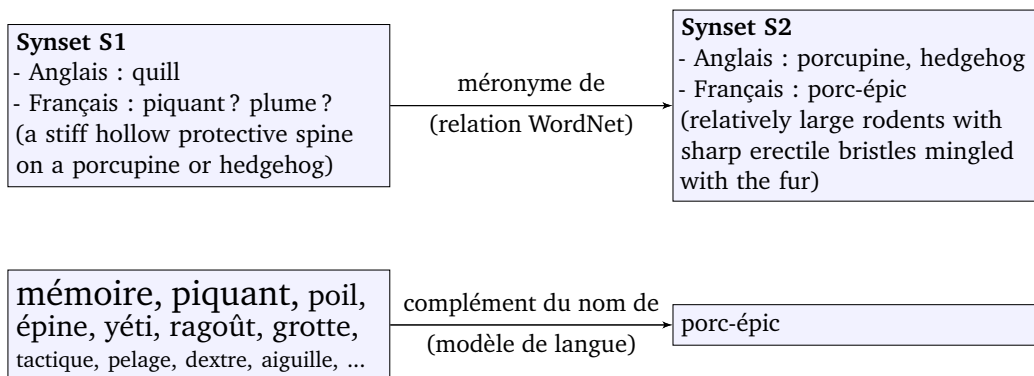 Synset S1
- Anglais : quill
- Français : piquant ? plume ?
(a stiff hollow protective spine
on a porcupine or hedgehog)
méronyme de
(relation WordNet)
Synset S2
- Anglais : porcupine, hedgehog
- Français : porc-épic
(relatively large rodents with
sharp erectile bristles mingled
with the fur)
mémoire, piquant, poil,
épine, yéti, ragoût, grotte,
tactique, pelage, dextre, aiguille, ...
complément du nom de
(modèle de langue)
porc-épic